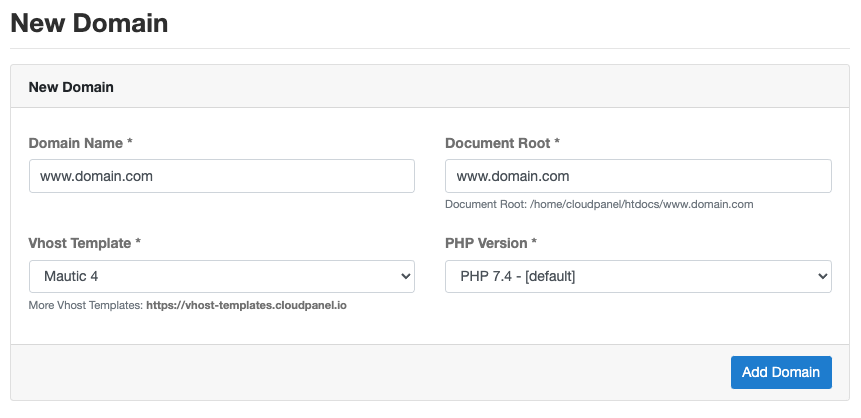 New Domain
New Domain
Domain Name *
Document Root *
www.domain.com
www.domain.com
Document Root: /home/cloudpanel/htdocs/www.domain.com
Vhost Template *
PHP Version *
Mautic 4
PHP 7.4 - [default]
More Vhost Templates: https://vhost-templates.cloudpanel.io
Add Domain